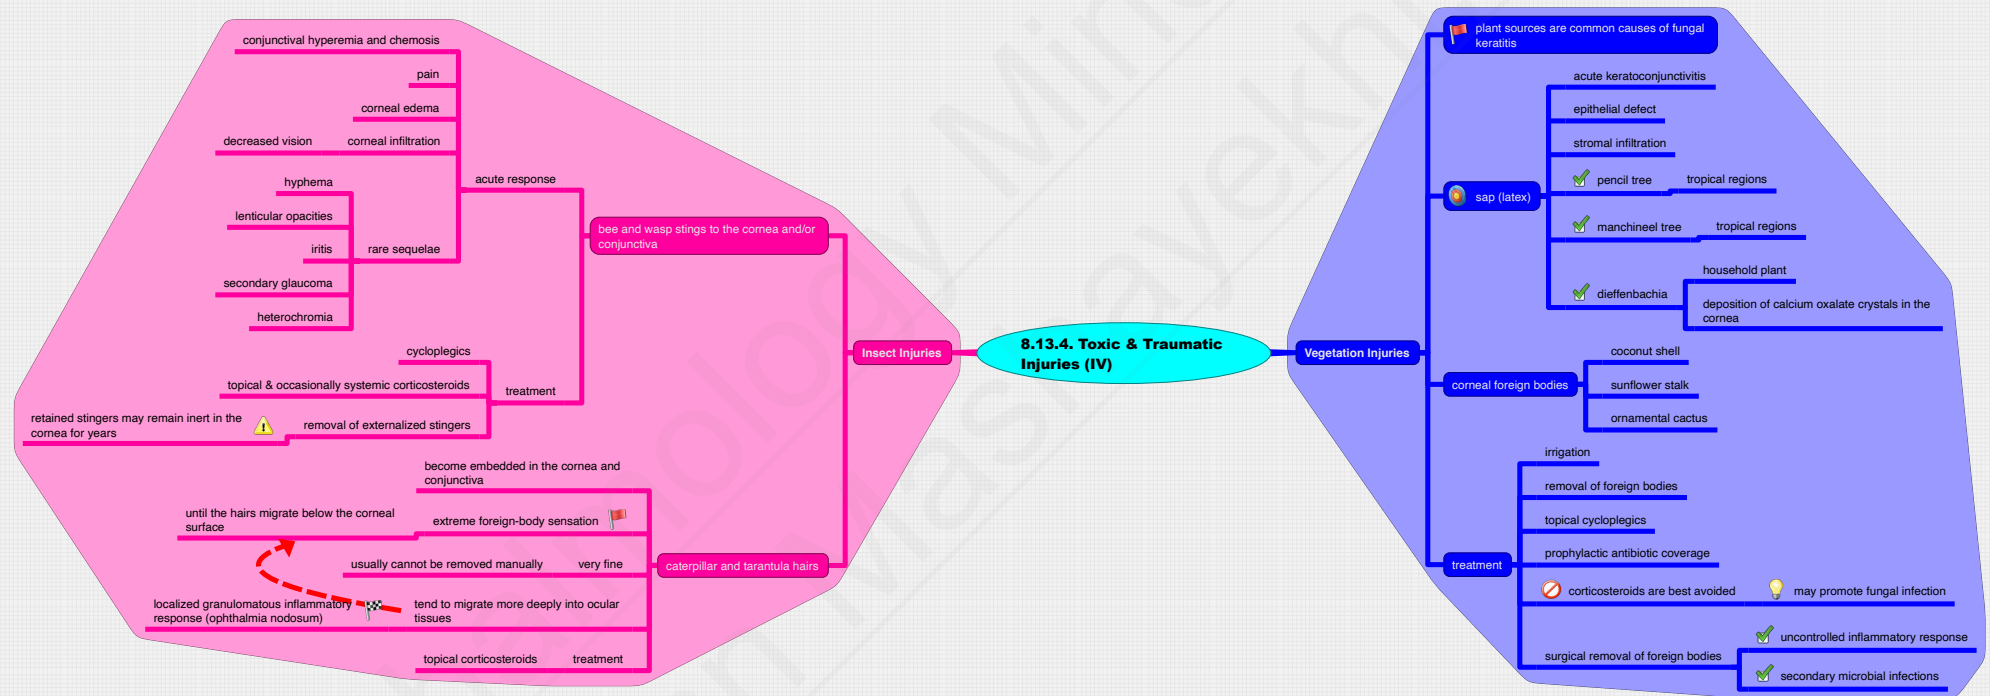 8.13.4. Toxic & Traumatic
Injuries (IV)
Insect Injuries
bee and wasp stings to the cornea and/or
conjunctiva
acute response
conjunctival hyperemia and chemosis
pain
corneal edema
corneal infiltration
decreased vision
rare sequelae
hyphema
lenticular opacities
iritis
secondary glaucoma
heterochromia
treatment
cycloplegics
topical & occasionally systemic corticosteroids
removal of externalized stingers
retained stingers may remain inert in the
cornea for years
caterpillar and tarantula hairs
become embedded in the cornea and
conjunctiva
extreme foreign-body sensation
until the hairs migrate below the corneal
surface
very fine
usually cannot be removed manually
tend to migrate more deeply into ocular
tissues
localized granulomatous inflammatory
response (ophthalmia nodosum)
treatment
topical corticosteroids
Vegetation Injuries
plant sources are common causes of fungal
keratitis
sap (latex)
acute keratoconjunctivitis
epithelial defect
stromal infiltration
pencil tree
tropical regions
manchineel tree
tropical regions
dieffenbachia
household plant
deposition of calcium oxalate crystals in the
cornea
corneal foreign bodies
coconut shell
sunflower stalk
ornamental cactus
treatment
irrigation
removal of foreign bodies
topical cycloplegics
prophylactic antibiotic coverage
corticosteroids are best avoided
may promote fungal infection
surgical removal of foreign bodies
uncontrolled inflammatory response
secondary microbial infections